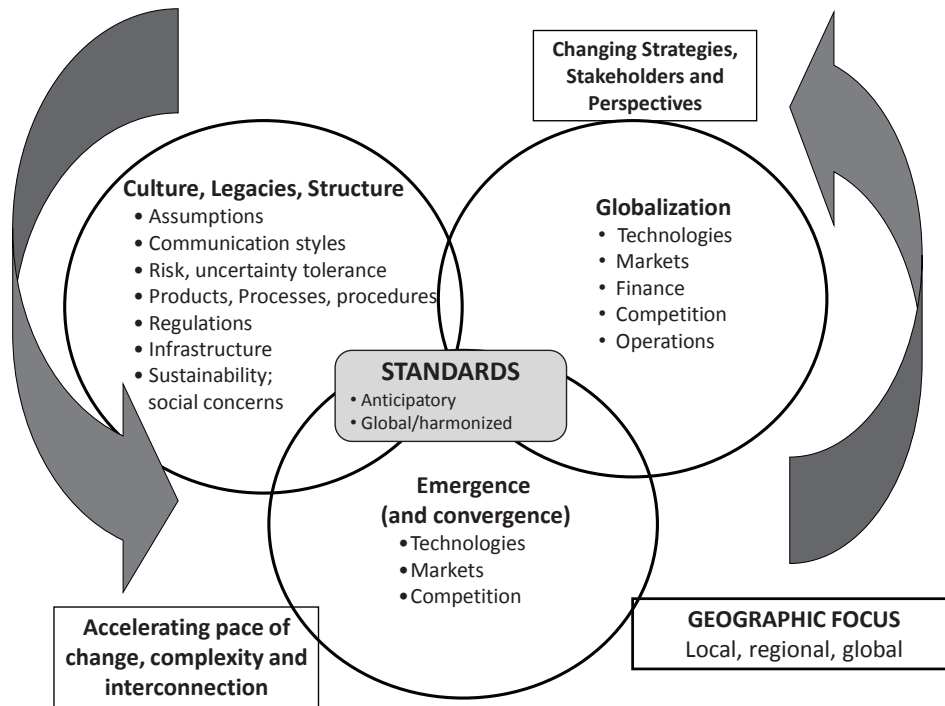 Changing Strategies,
Stakeholders and
Perspectives
Culture, Legacies, Structure
• Assumptions
• Communication styles
• Risk, uncertainty tolerance
• Products, Processes, procedures
• Regulations
• Infrastructure
• Sustainability;
social concerns
Globalization
• Technologies
• Markets
• Finance
• Competition
• Operations
STANDARDS
• Anticipatory
• Global/harmonized
Emergence
(and convergence)
•Technologies
•Markets
•Competition
Accelerating pace of
change, complexity and
interconnection
GEOGRAPHIC FOCUS
Local, regional, global